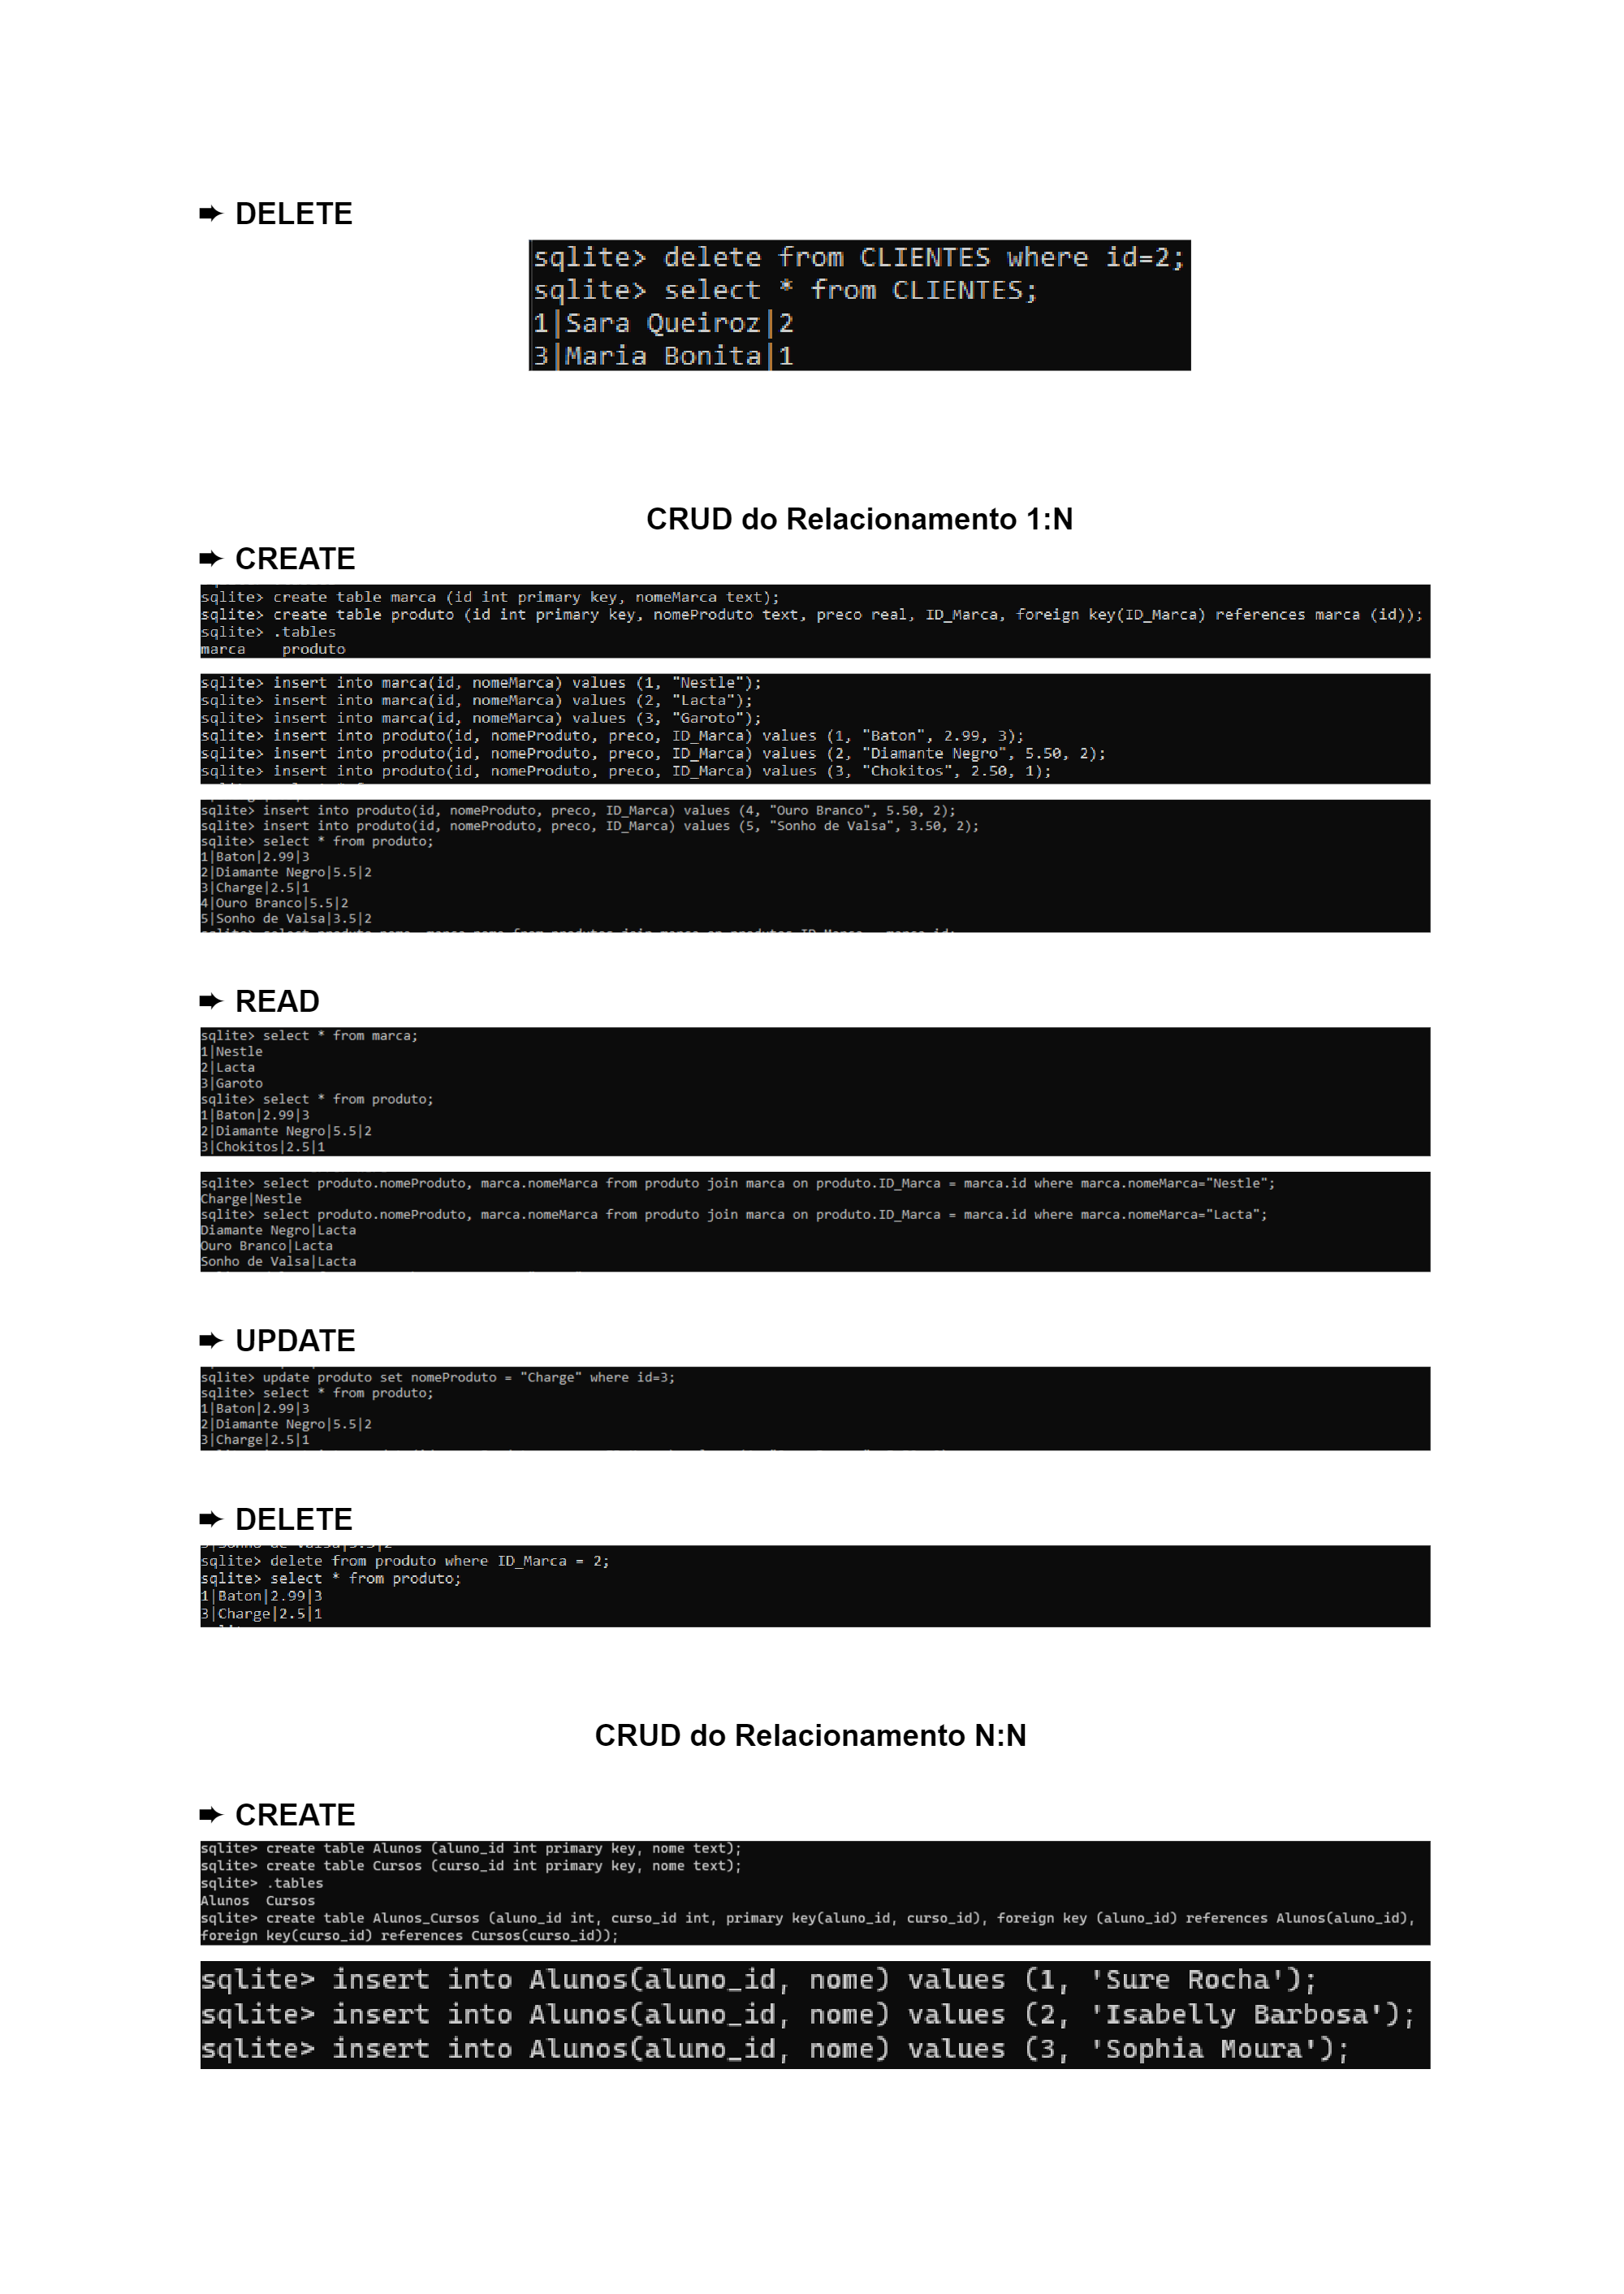 ➨ DELETE
sqlite> delete from CLIENTES where id=2;
sqlite> select * from CLIENTES;
1|Sara Queiroz|2
3|Maria Bonita|1
CRUD do Relacionamento 1:N
➨ CREATE
sqlite> create table marca (id int primary key, nomeMarca text);
sqlite> create table produto (id int primary key, nomeProduto text, preco real, ID_Marca, foreign key(ID_Marca) references marca (id));
sqlite> .tables
marca    produto
sqlite> insert into marca(id, nomeMarca) values (1, "Nestle");
sqlite> insert into marca(id, nomeMarca) values (2, "Lacta");
sqlite> insert into marca(id, nomeMarca) values (3, "Garoto");
sqlite> insert into produto(id, nomeProduto, preco, ID_Marca) values (1, "Baton", 2.99, 3);
sqlite> insert into produto(id, nomeProduto, preco, ID_Marca) values (2, "Diamante Negro", 5.50, 2);
sqlite> insert into produto(id, nomeProduto, preco, ID_Marca) values (3, "Chokitos", 2.50, 1);
sqlite> insert into produto(id, nomeProduto, preco, ID_Marca) values (4, "Ouro Branco", 5.50, 2);
sqlite> insert into produto(id, nomeProduto, preco, ID_Marca) values (5, "Sonho de Valsa", 3.50, 2);
sqlite> select * from produto;
1|Baton|2.99|3
2|Diamante Negro|5.5|2
3|Charge|2.5|1
4|Ouro Branco|5.5|2
5|Sonho de Valsa|3.5|2
➨ READ
sqlite> select * from marca;
1|Nestle
2|Lacta
3|Garoto
sqlite> select * from produto;
1|Baton|2.99|3
2|Diamante Negro|5.5|2
3|Chokitos|2.5|1
sqlite> select produto.nomeProduto, marca.nomeMarca from produto join marca on produto.ID_Marca = marca.id where marca.nomeMarca="Nestle";
Charge|Nestle
sqlite> select produto.nomeProduto, marca.nomeMarca from produto join marca on produto.ID_Marca = marca.id where marca.nomeMarca="Lacta";
Diamante Negro|Lacta
Ouro Branco|Lacta
Sonho de Valsa|Lacta
➨ UPDATE
sqlite> update produto set nomeProduto = "Charge" where id=3;
sqlite> select * from produto;
1|Baton|2.99|3
2|Diamante Negro|5.5|2
3|Charge|2.5|1
➨ DELETE
sqlite> delete from produto where ID_Marca = 2;
sqlite> select * from produto;
1|Baton|2.99|3
3|Charge|2.5|1
CRUD do Relacionamento N:N
➨ CREATE
sqlite> create table Alunos (aluno_id int primary key, nome text);
sqlite> create table Cursos (curso_id int primary key, nome text);
sqlite> .tables
Alunos  Cursos
sqlite> create table Alunos_Cursos (aluno_id int, curso_id int, primary key(aluno_id, curso_id), foreign key (aluno_id) references Alunos(aluno_id),
foreign key(curso_id) references Cursos(curso_id));
sqlite> insert into Alunos(aluno_id, nome) values (1, 'Sure Rocha');
sqlite> insert into Alunos(aluno_id, nome) values (2, 'Isabelly Barbosa');
sqlite> insert into Alunos(aluno_id, nome) values (3, 'Sophia Moura');